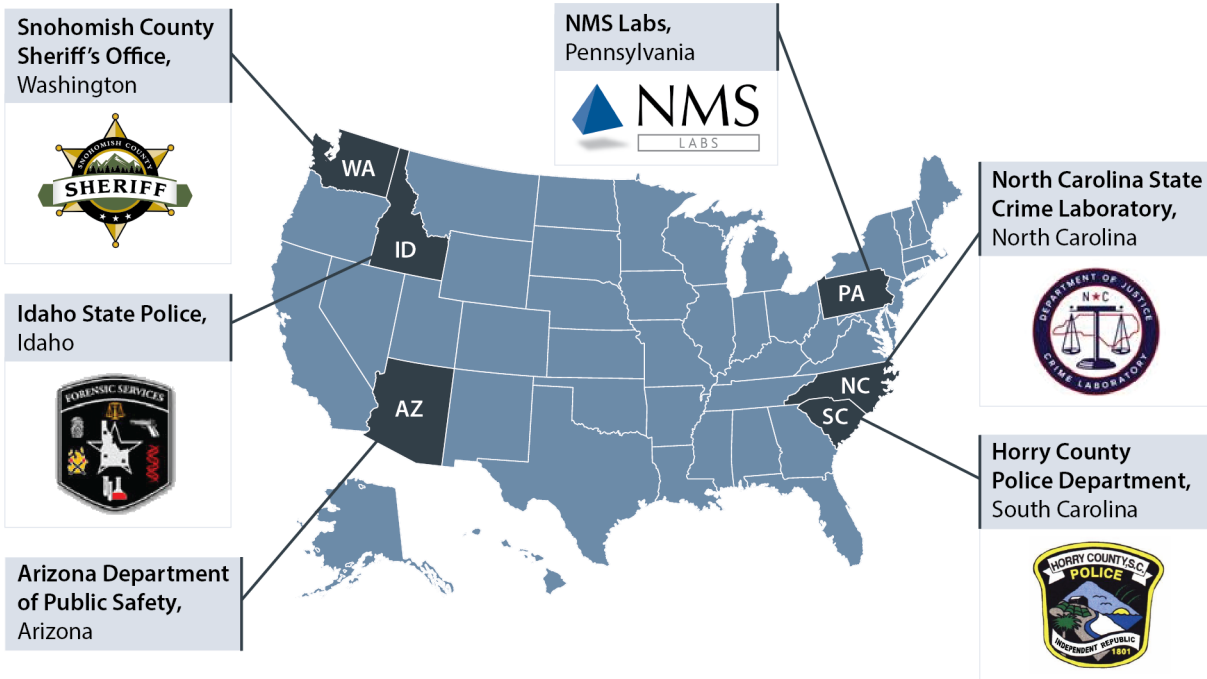 Snohomish County
Sheriff’s Office,
Washington
SNOHOMISH COUNTY
SHERIFF
NMS Labs,
Pennsylvania
NMS
LABS
North Carolina State
Crime Laboratory,
North Carolina
DEPARTMENT OF JUSTICE
N★C
CRIME LABORATORY
Idaho State Police,
Idaho
FORENSIC SERVICES
WA
ID
PA
AZ
NC
SC
Horry County
Police Department,
South Carolina
HORRY COUNTY, S.C.
POLICE
INDEPENDENT REPUBLIC
1801
Arizona Department
of Public Safety,
Arizona